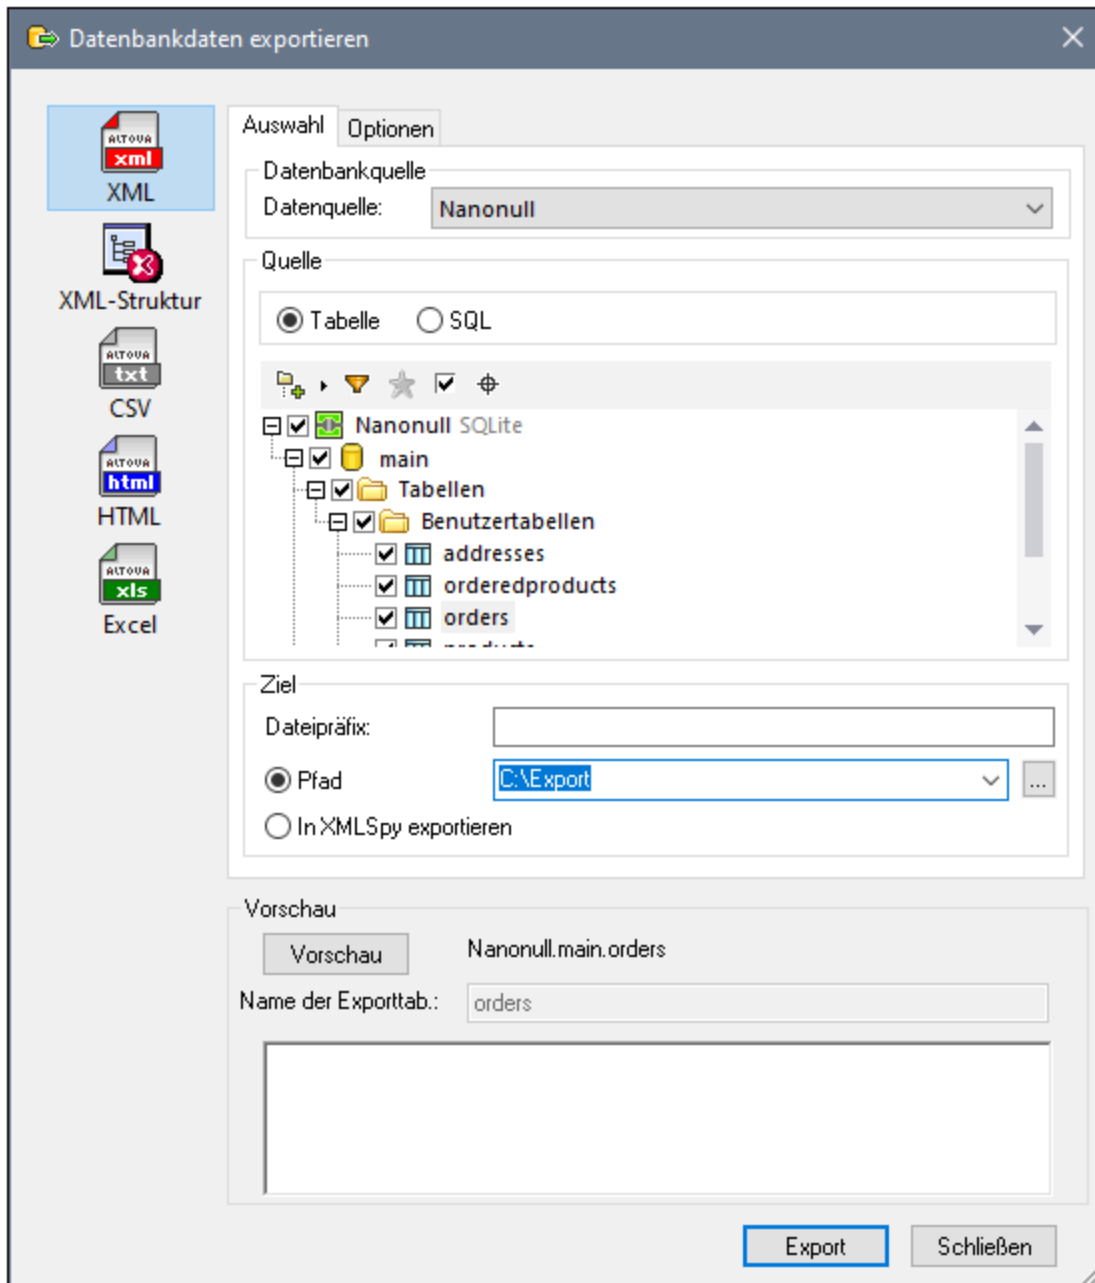 Datenbankdaten exportieren
ALTOVA
xml
XML
XML-Struktur
ALTOVA
txt
CSV
ALTOVA
html
HTML
ALTOVA
xls
Excel
Auswahl Optionen
Datenbankquelle
Datenquelle: Nanonull
Quelle
Tabelle SQL
Nanonull SQLite
main
Tabellen
Benutzertabellen
addresses
orderedproducts
orders
products
Ziel
Dateipräfix:
Pfad C:\Export ...
In XMLSpy exportieren
Vorschau
Vorschau Nanonull.main.orders
Name der Exporttab.: orders
Export Schließen